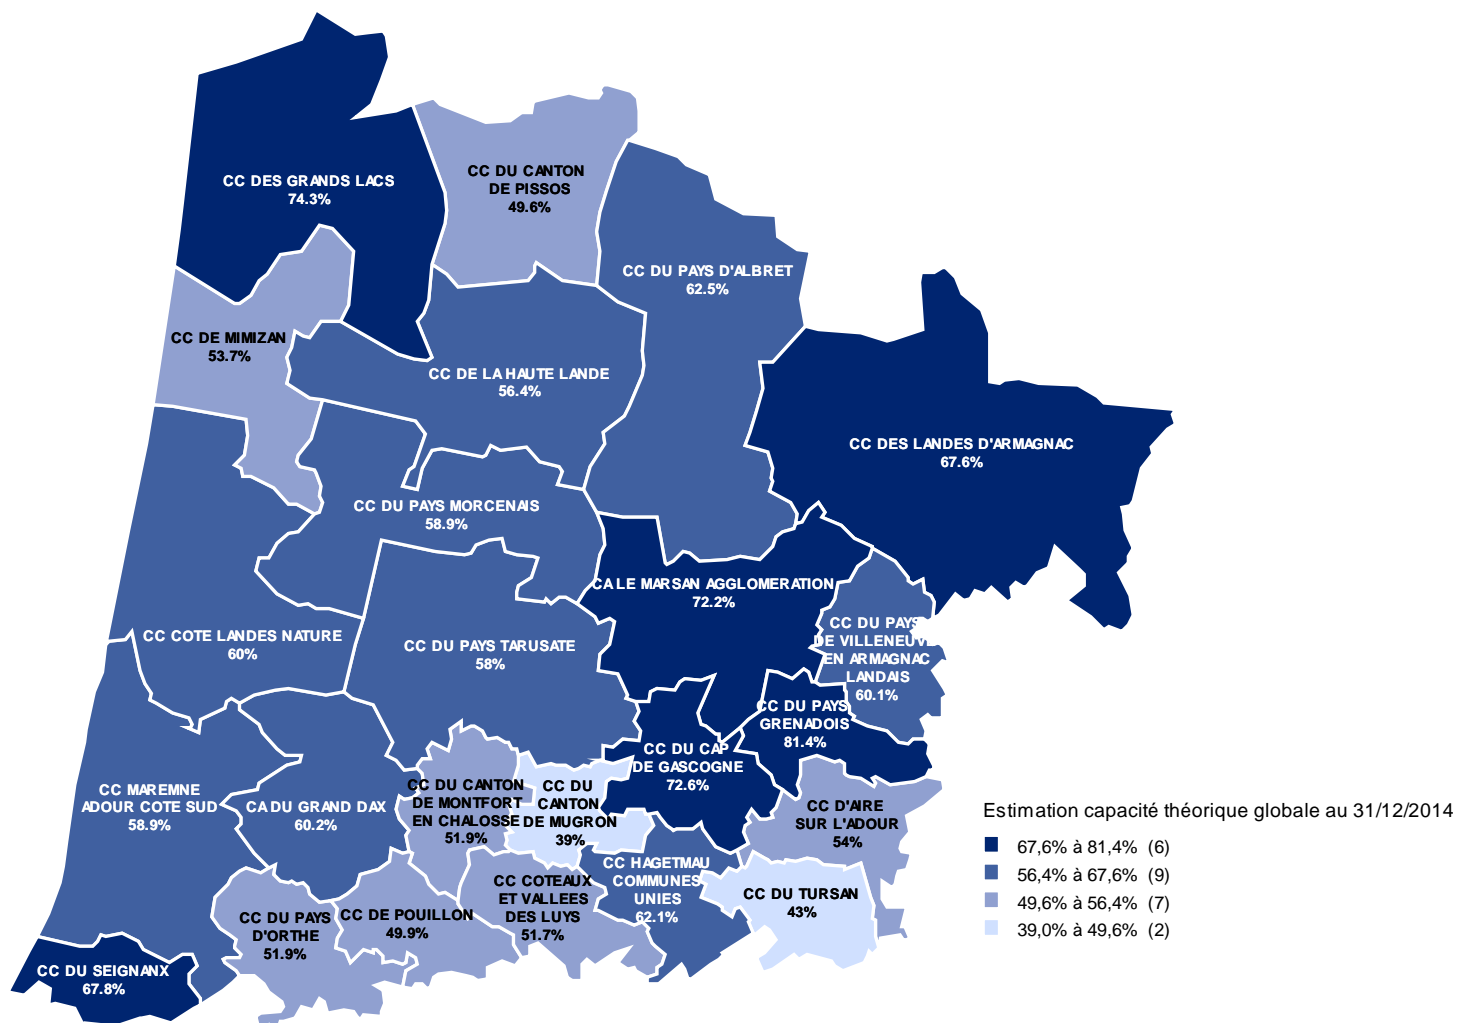 CC DES GRANDS LACS
74.3%
CC DU CANTON
DE PISSOS
49.6%
CC DU PAYS D'ALBRET
62.5%
CC DE MIMIZAN
53.7%
CC DE LA HAUTE LANDE
56.4%
CC DES LANDES D'ARMAGNAC
67.6%
CC DU PAYS MORCENAIS
58.9%
CA LE MARSAN AGGLOMERATION
72.2%
CC COTE LANDES NATURE
60%
CC DU PAYS TARUSATE
58%
CC DU PAYS
DE VILLENEUVE
EN ARMAGNAC
LANDAIS
60.1%
CC DU PAYS
GRENADOIS
81.4%
CC DU CAP
DE GASCOGNE
72.6%
CC MAREMNE
ADOUR COTE SUD
58.9%
CA DU GRAND DAX
60.2%
CC DU CANTON
DE MONTFORT
EN CHALOSSE
51.9%
CC DU
CANTON
DE MUGRON
39%
CC D'AIRE
SUR L'ADOUR
54%
CC HAGETMAU
COMMUNES
UNIES
62.1%
CC COTEAUX
ET VALLEES
DES LUYS
51.7%
CC DU TURSAN
43%
CC DU PAYS
D'ORTHE
51.9%
CC DE POUILLON
49.9%
CC DU SEIGNANX
67.8%
Estimation capacité théorique globale au 31/12/2014
67,6% à 81,4% (6)
56,4% à 67,6% (9)
49,6% à 56,4% (7)
39,0% à 49,6% (2)